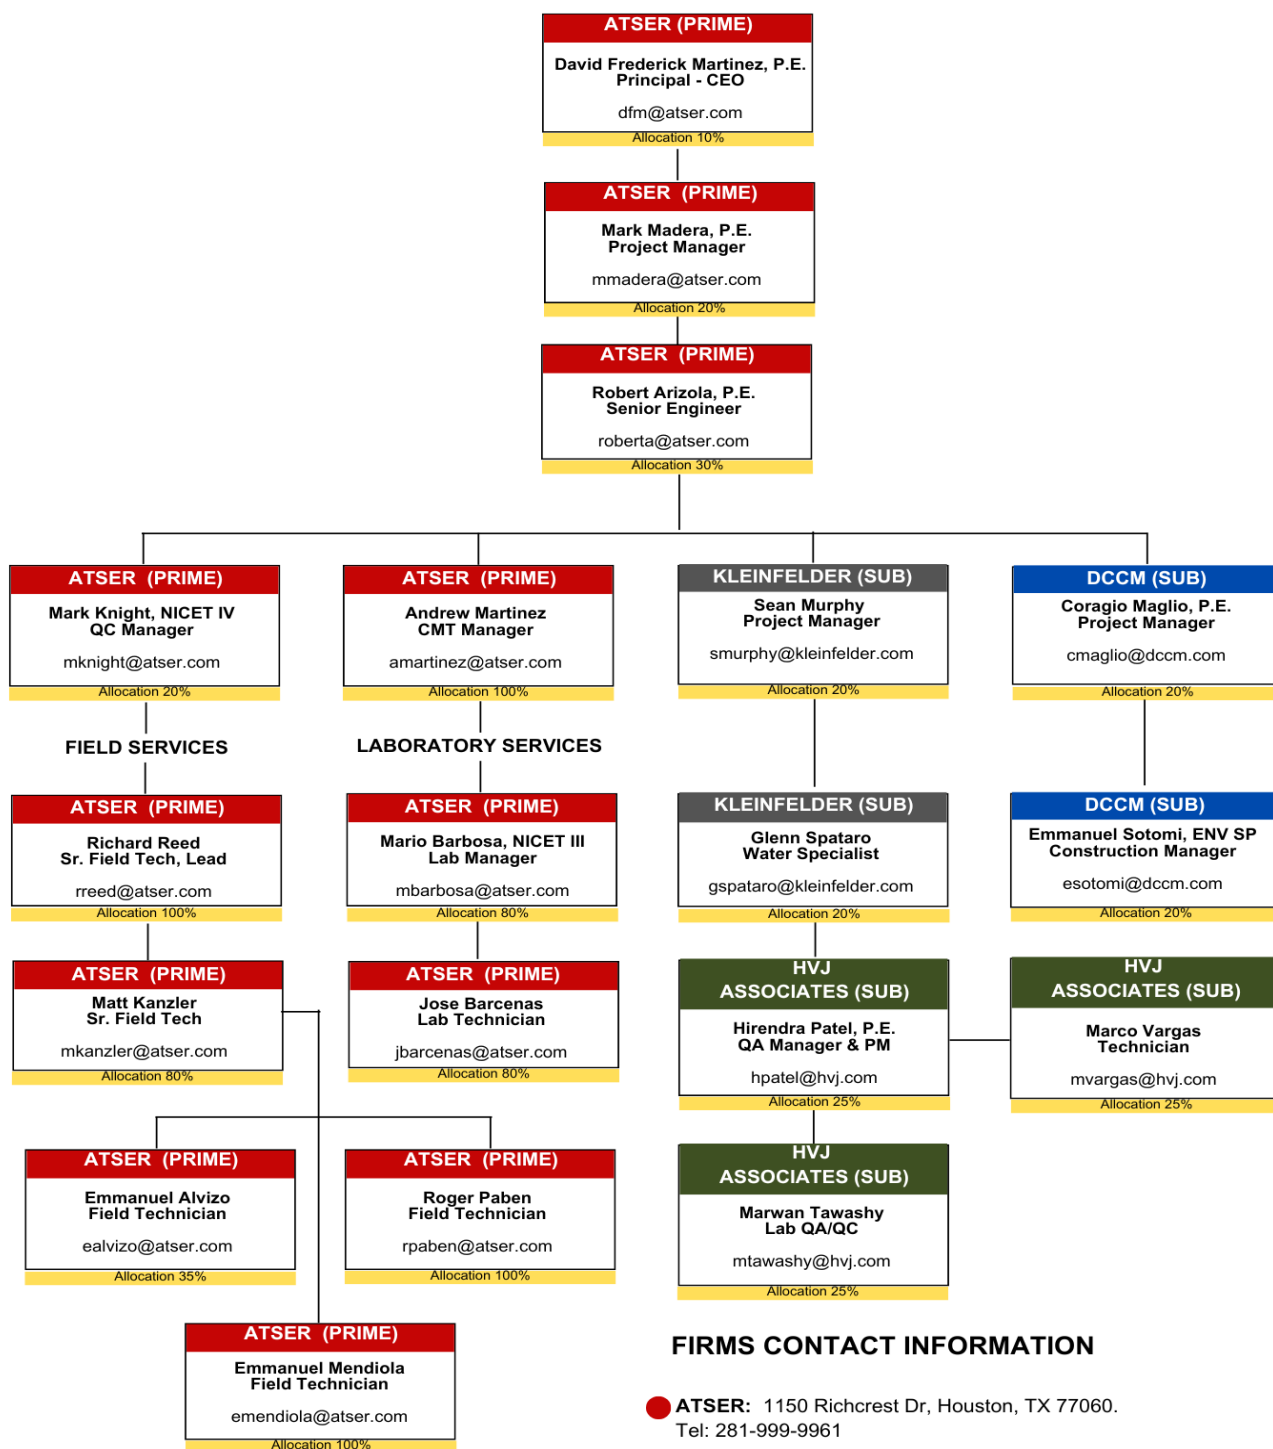 ATSER (PRIME)
David Frederick Martinez, P.E.
Principal - CEO
dfm@atser.com
Allocation 10%
ATSER (PRIME)
Mark Madera, P.E.
Project Manager
mmadera@atser.com
Allocation 20%
ATSER (PRIME)
Robert Arizola, P.E.
Senior Engineer
roberta@atser.com
Allocation 30%
ATSER (PRIME)
Mark Knight, NICET IV
QC Manager
mknight@atser.com
Allocation 20%
ATSER (PRIME)
Andrew Martinez
CMT Manager
amartinez@atser.com
Allocation 100%
KLEINFELDER (SUB)
Sean Murphy
Project Manager
smurphy@kleinfelder.com
Allocation 20%
DCCM (SUB)
Coragio Maglio, P.E.
Project Manager
cmaglio@dccm.com
Allocation 20%
FIELD SERVICES
LABORATORY SERVICES
ATSER (PRIME)
Richard Reed
Sr. Field Tech, Lead
rreed@atser.com
Allocation 100%
ATSER (PRIME)
Mario Barbosa, NICET III
Lab Manager
mbarbosa@atser.com
Allocation 80%
KLEINFELDER (SUB)
Glenn Spataro
Water Specialist
gspataro@kleinfelder.com
Allocation 20%
DCCM (SUB)
Emmanuel Sotomi, ENV SP
Construction Manager
esotomi@dccm.com
Allocation 20%
ATSER (PRIME)
Matt Kanzler
Sr. Field Tech
mkanzler@atser.com
Allocation 80%
ATSER (PRIME)
Jose Barcenas
Lab Technician
jbarcenas@atser.com
Allocation 80%
HVJ
ASSOCIATES (SUB)
Hirendra Patel, P.E.
QA Manager & PM
hpatel@hvj.com
Allocation 25%
HVJ
ASSOCIATES (SUB)
Marco Vargas
Technician
mvargas@hvj.com
Allocation 25%
ATSER (PRIME)
Emmanuel Alvizo
Field Technician
ealvizo@atser.com
Allocation 35%
ATSER (PRIME)
Roger Paben
Field Technician
rpaben@atser.com
Allocation 100%
HVJ
ASSOCIATES (SUB)
Marwan Tawashy
Lab QA/QC
mtawashy@hvj.com
Allocation 25%
ATSER (PRIME)
Emmanuel Mendiola
Field Technician
emendiola@atser.com
Allocation 100%
FIRMS CONTACT INFORMATION
ATSER: 1150 Richcrest Dr, Houston, TX 77060.
Tel: 281-999-9961